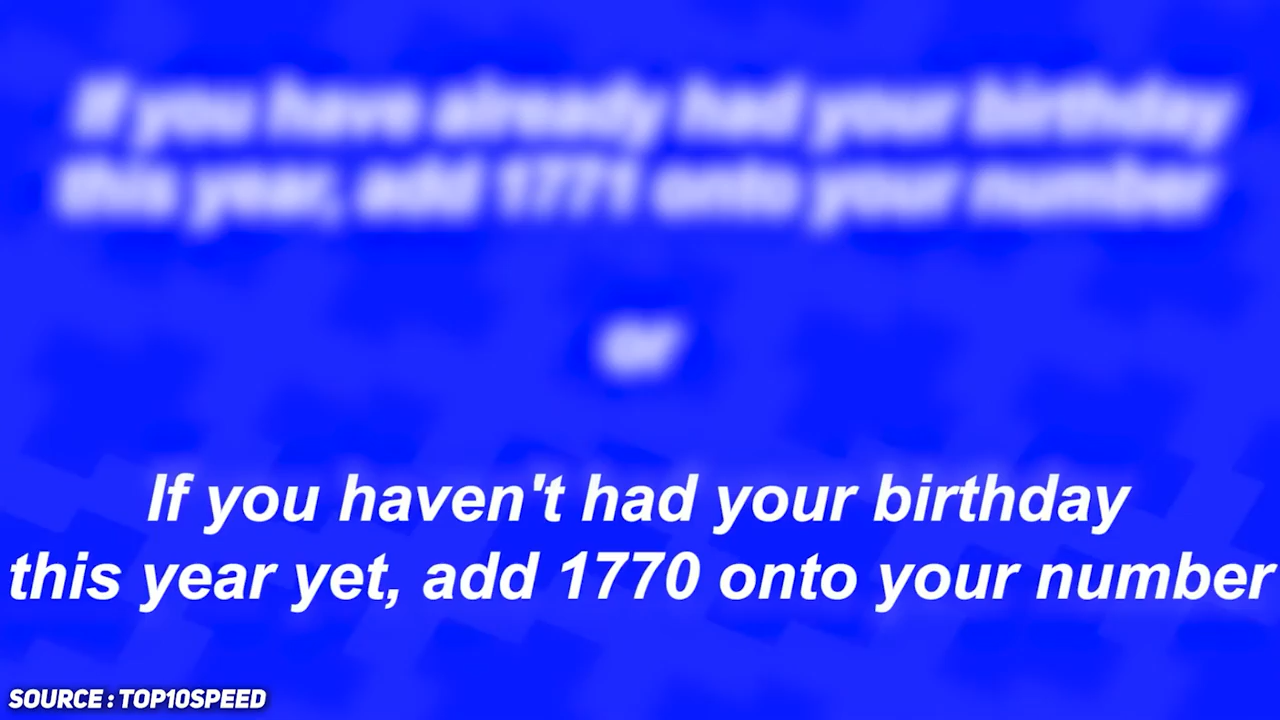 If you have already had your birthday
this year, add 1771 onto your number
or
If you haven't had your birthday
this year yet, add 1770 onto your number
SOURCE : TOP10SPEED